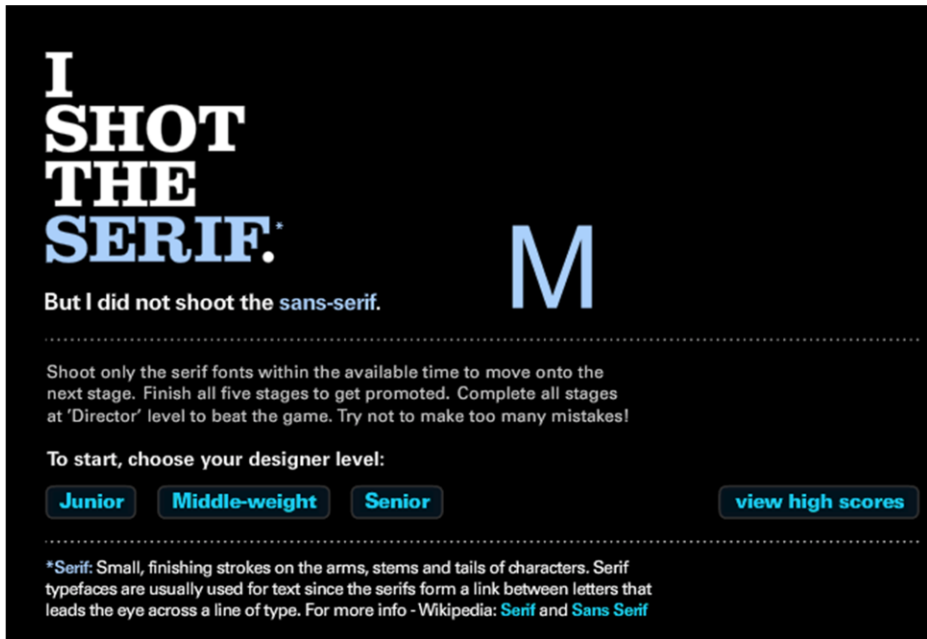 I
SHOT
THE
SERIF.*
M
But I did not shoot the sans-serif.
Shoot only the serif fonts within the available time to move onto the
next stage. Finish all five stages to get promoted. Complete all stages
at 'Director' level to beat the game. Try not to make too many mistakes!
To start, choose your designer level:
Junior Middle-weight Senior view high scores
*Serif: Small, finishing strokes on the arms, stems and tails of characters. Serif
typefaces are usually used for text since the serifs form a link between letters that
leads the eye across a line of type. For more info - Wikipedia: Serif and Sans Serif